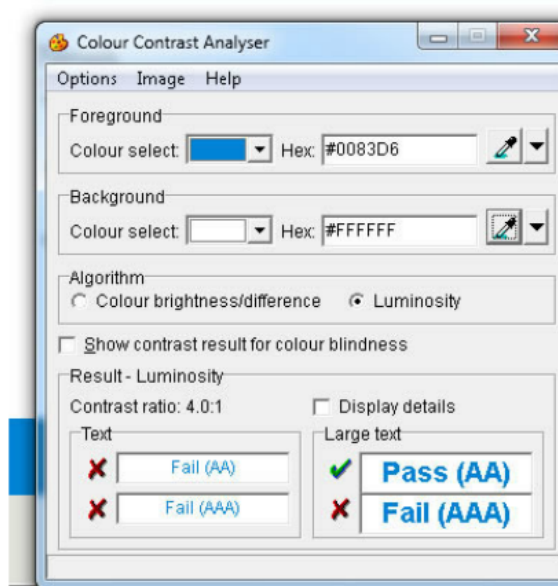 Colour Contrast Analyser
Options Image Help
Foreground
Colour select: Hex: #0083D6
Background
Colour select: Hex: #FFFFFF
Algorithm
Colour brightness/difference Luminosity
Show contrast result for colour blindness
Result - Luminosity
Contrast ratio: 4.0:1 Display details
Text Large text
Fail (AA) Pass (AA)
Fail (AAA) Fail (AAA)